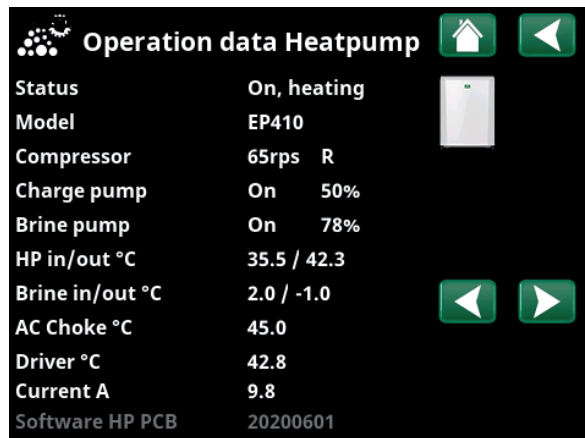 Operation data Heatpump
Status On, heating
Model EP410
Compressor 65rps R
Charge pump On 50%
Brine pump On 78%
HP in/out °C 35.5 / 42.3
Brine in/out °C 2.0 / -1.0
AC Choke °C 45.0
Driver °C 42.8
Current A 9.8
Software HP PCB 20200601